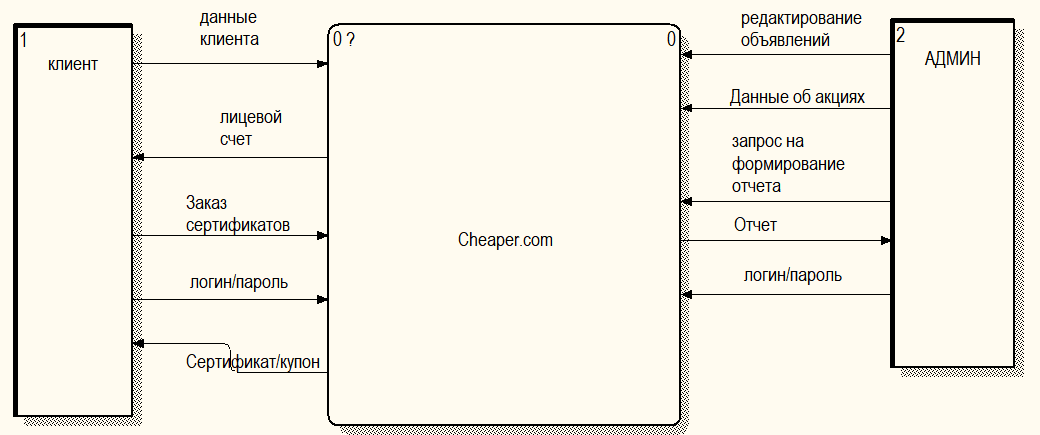 1
клиент
данные
клиента
лицевой
счет
Заказ
сертификатов
логин/пароль
Сертификат/купон
0 ?
0
Cheaper.com
редактирование
объявлений
Данные об акциях
запрос на
формирование
отчета
Отчет
логин/пароль
2
АДМИН